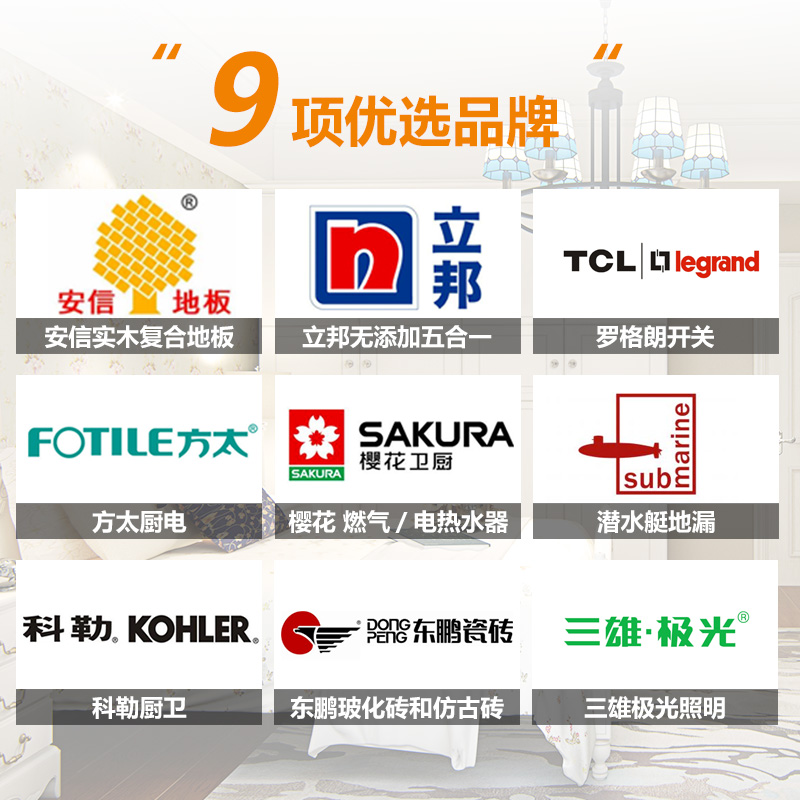 “ 9 项优选品牌 “
®
安信 地板
安信实木复合地板
n 立邦
立邦无添加五合一
TCL legrand
罗格朗开关
FOTILE方太®
方太厨电
SAKURA
SAKURA
樱花卫厨
樱花 燃气 / 电热水器
submarine
潜水艇地漏
科勒® KOHLER®
科勒厨卫
DONG
PENG 东鹏瓷砖
东鹏玻化砖和仿古砖
三雄·极光®
三雄极光照明